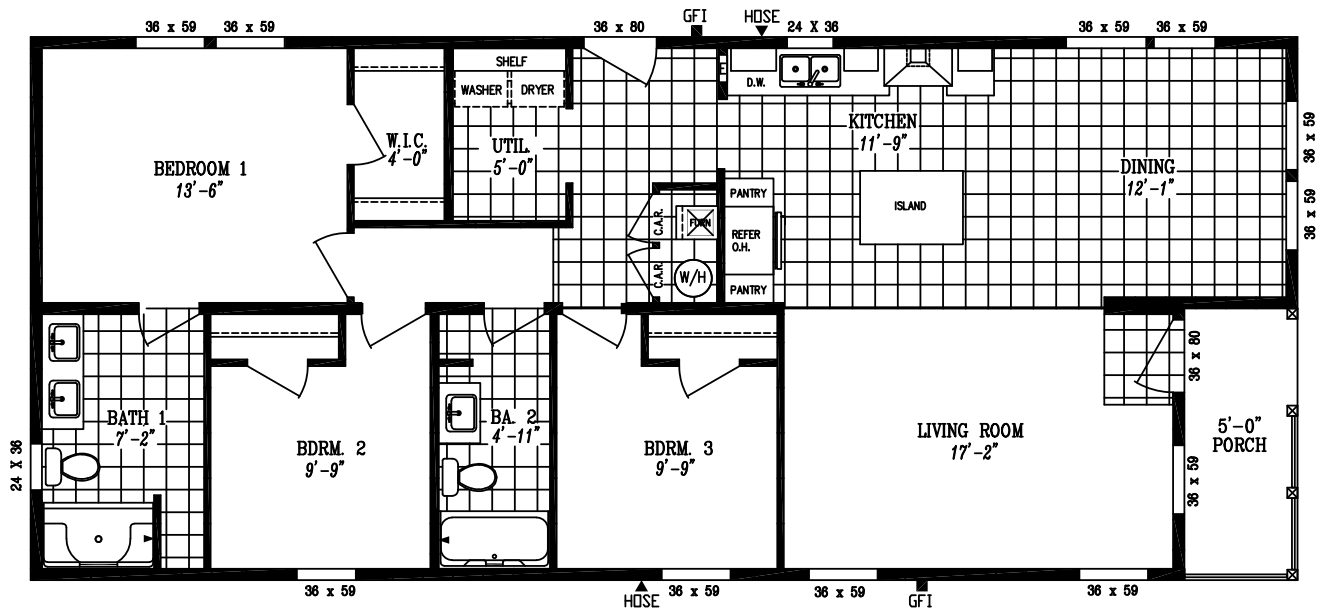 GFI
HOSE
36 x 59
36 x 59
36 x 80
24 X 36
36 x 59
36 x 59
SHELF
WASHER
DRYER
D.W.
KITCHEN
11'-9"
W.I.C.
4'-0"
UTIL.
5'-0"
36 x 59
BEDROOM 1
13'-6"
DINING
12'-1"
PANTRY
ISLAND
36 x 59
C.A.R.
FURN
REFER
O.H.
C.A.R.
W/H
PANTRY
36 x 80
BATH 1
7'-2"
BA. 2
4'-11"
BDRM. 2
9'-9"
BDRM. 3
9'-9"
LIVING ROOM
17'-2"
5'-0"
PORCH
24 X 36
36 x 59
36 x 59
HOSE
36 x 59
36 x 59
GFI
36 x 59